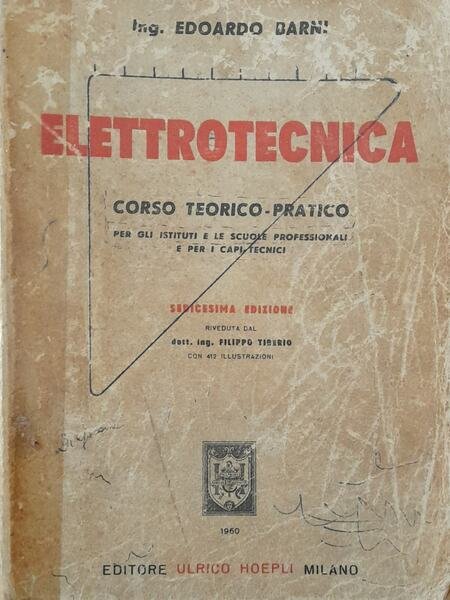 Ing. EDOARDO BARNI
ELETTROTECNICA
CORSO TEORICO-PRATICO
PER GLI ISTITUTI E LE SCUOLE PROFESSIONALI
E PER I CAPI-TECNICI
SEDICESIMA EDIZIONE
RIVEDUTA DAL
dott. ing. FILIPPO TIBERIO
CON 412 ILLUSTRAZIONI
1960
EDITORE ULRICO HOEPLI MILANO